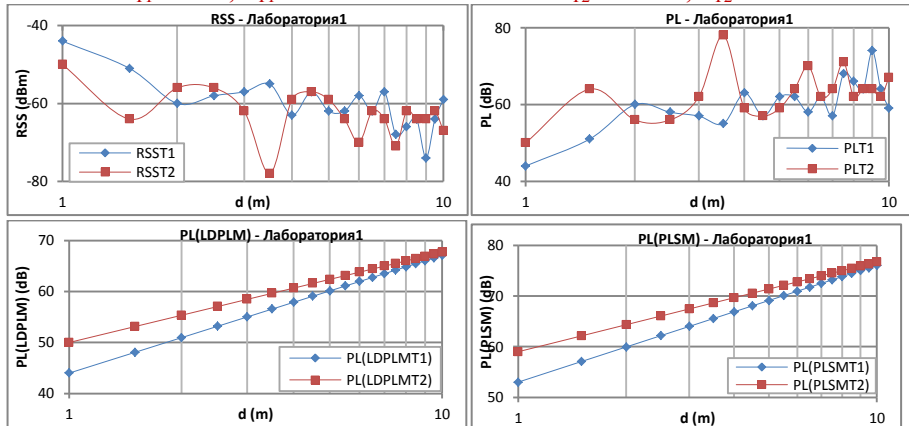 RSS - Лаборатория1
-40
-60
-80
RSS (dBm)
RSST1
RSST2
1
10
d (m)
PL - Лаборатория1
80
60
40
PL (dB)
PLT1
PLT2
1
10
d (m)
PL(LDPLM) - Лаборатория1
70
60
50
40
PL(LDPLM) (dB)
PL(LDPLMT1)
PL(LDPLMT2)
1
10
d (m)
PL(PLSM) - Лаборатория1
80
70
60
50
PL(PLSM) (dB)
PL(PLSMT1)
PL(PLSMT2)
1
10
d (m)